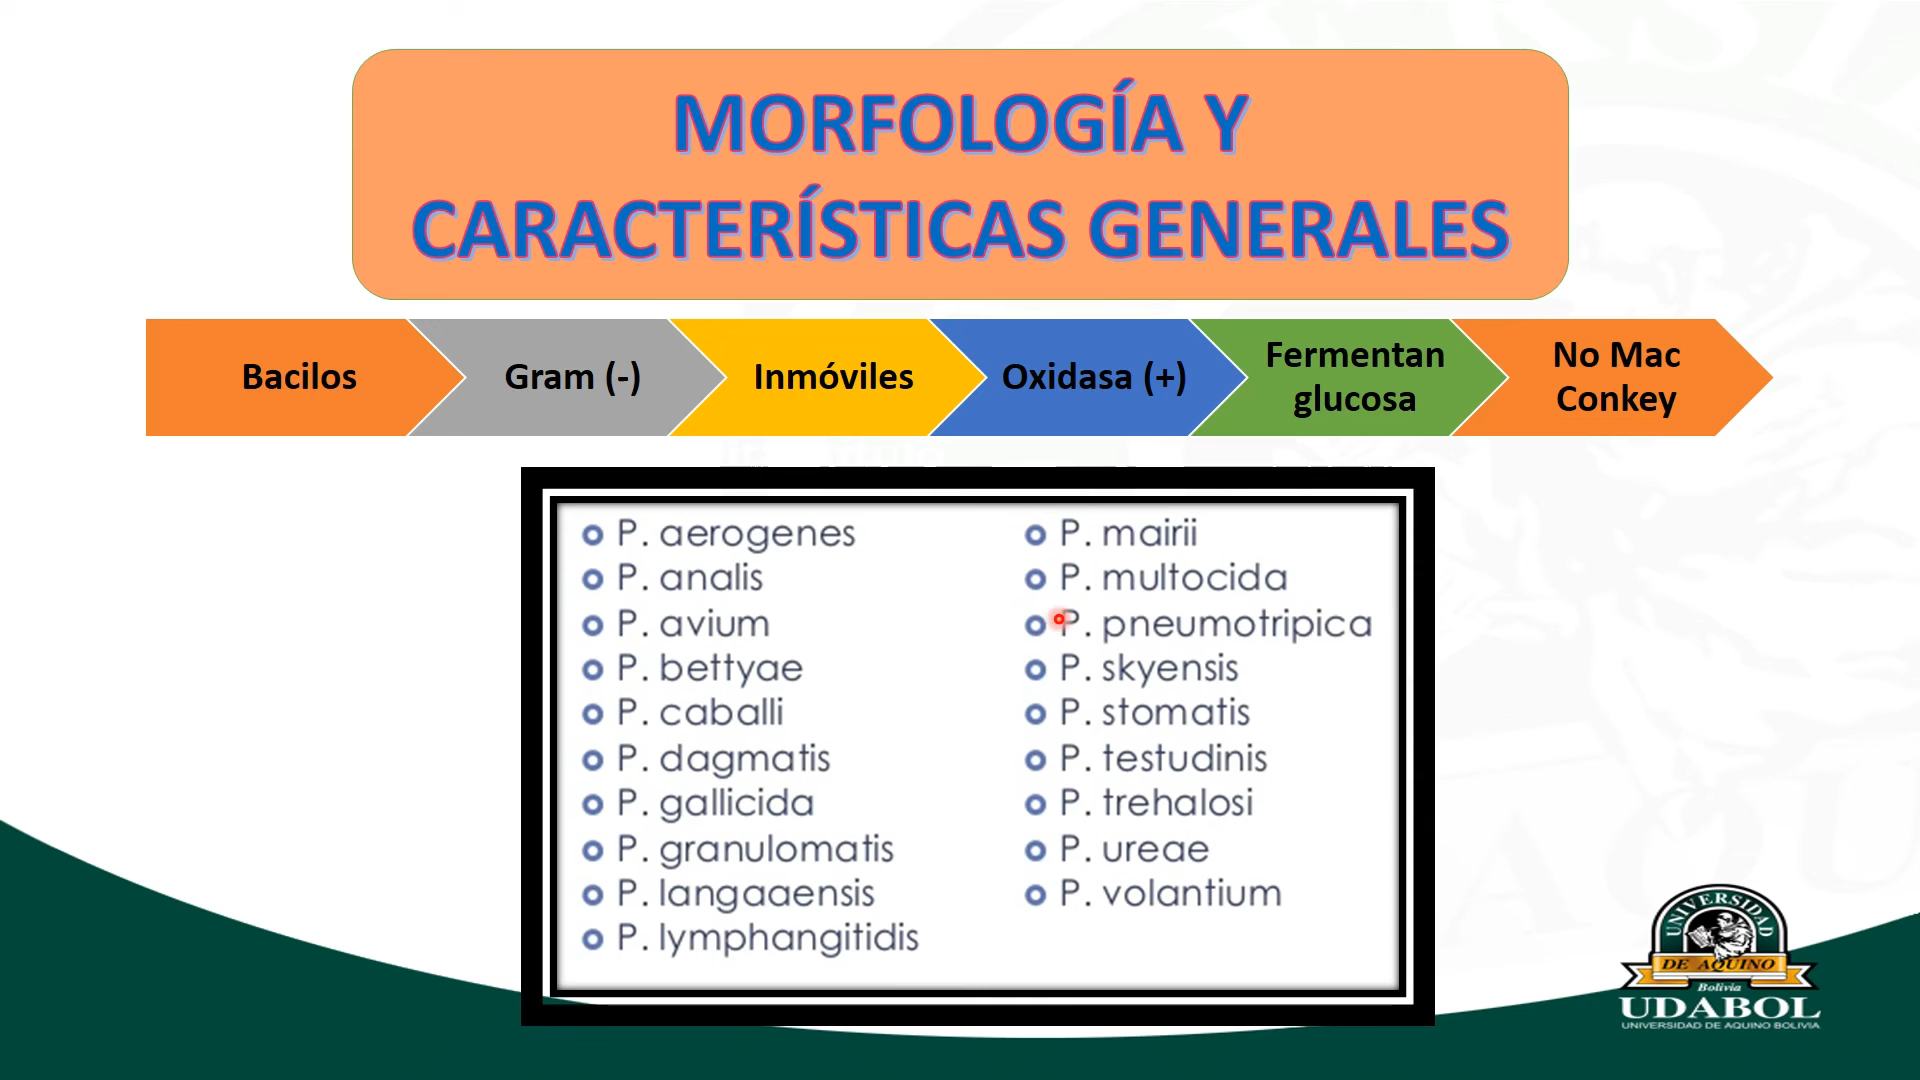 MORFOLOGÍA Y
CARACTERÍSTICAS GENERALES
Bacilos
Gram (-)
Inmóviles
Oxidasa (+)
Fermentan
glucosa
No Mac
Conkey
P. aerogenes
P. analis
P. avium
P. bettyae
P. caballi
P. dagmatis
P. gallicida
P. granulomatis
P. langaaensis
P. lymphangitidis
P. mairii
P. multocida
P. pneumotripica
P. skyensis
P. stomatis
P. testudinis
P. trehalosi
P. ureae
P. volantium
UNIVERSIDAD
DE AQUINO
Bolivia
UDABOL
UNIVERSIDAD DE AQUINO BOLIVIA